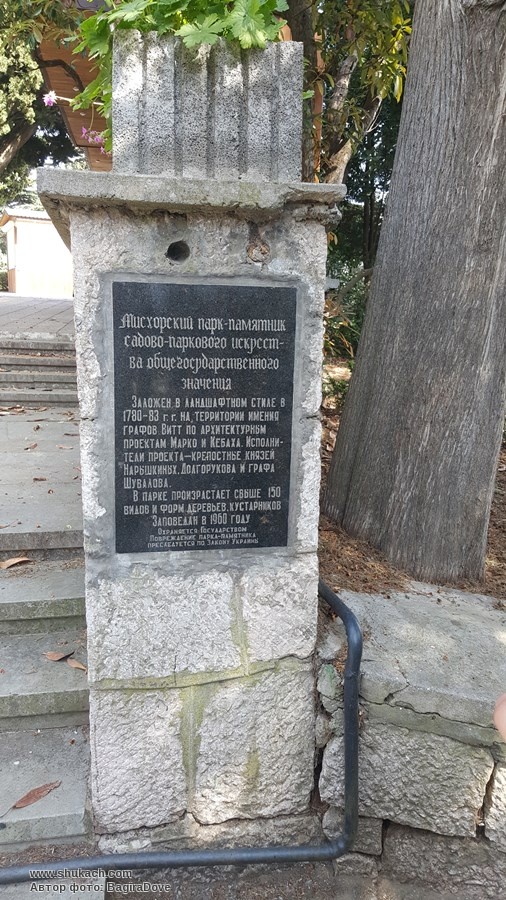 Мисхорский парк-памятник
садово-паркового искусст-
ва общегосударственного
значения
Заложен в ландшафтном стиле в
1780-83 г.г. на территории имения
графов Витт по архитектурным
проектам Марко и Кебаха. Исполни-
тели проекта-крепостные князей
Нарышкиных, Долгорукова и графа
Шувалова.
В парке произрастает свыше 150
видов и форм деревьев, кустарников
Заповедан в 1960 году
Охраняется Государством
Повреждение парка-памятника
преследуется по Закону Украины
www.shukach.com
Автор фото: BagiraDove